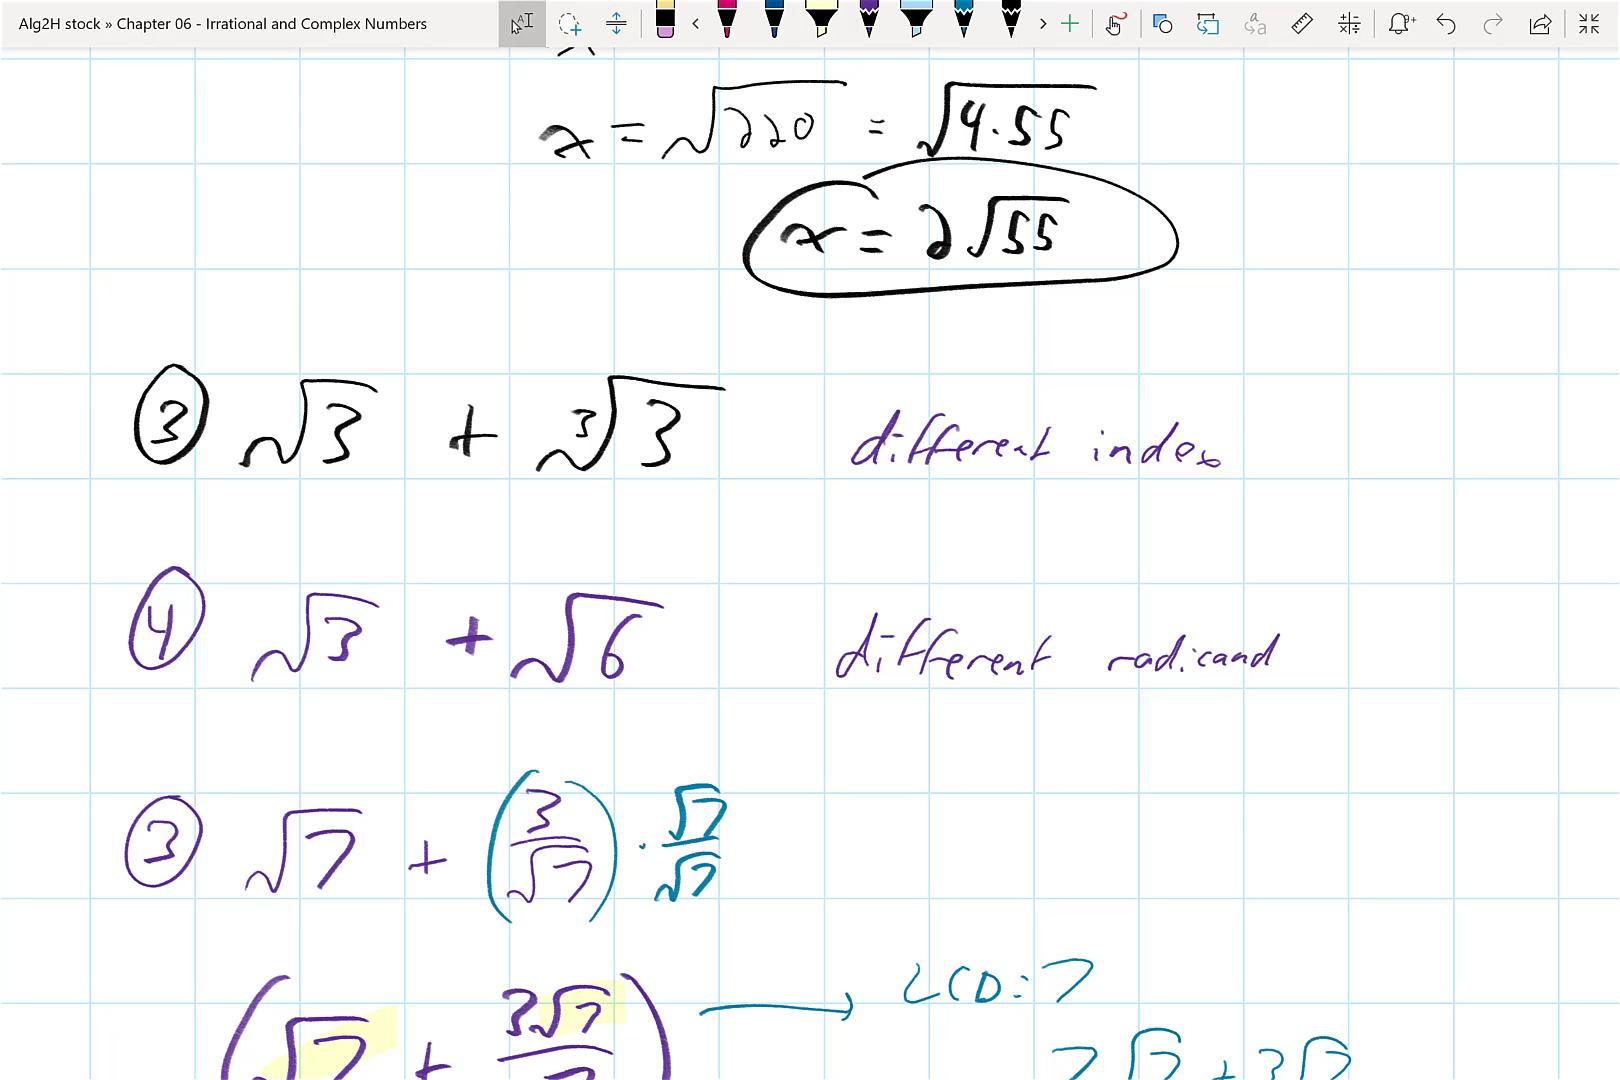 Alg2H stock » Chapter 06 - Irrational and Complex Numbers
x = √220 = √4·55
x = 2√55
③ √3 + ∛3 different index
④ √3 + √6 different radicand
③ √7 + (3/√7) · √7/√7
(√7 + 3√7/7) → LCD: 7
7√7 + 3√7